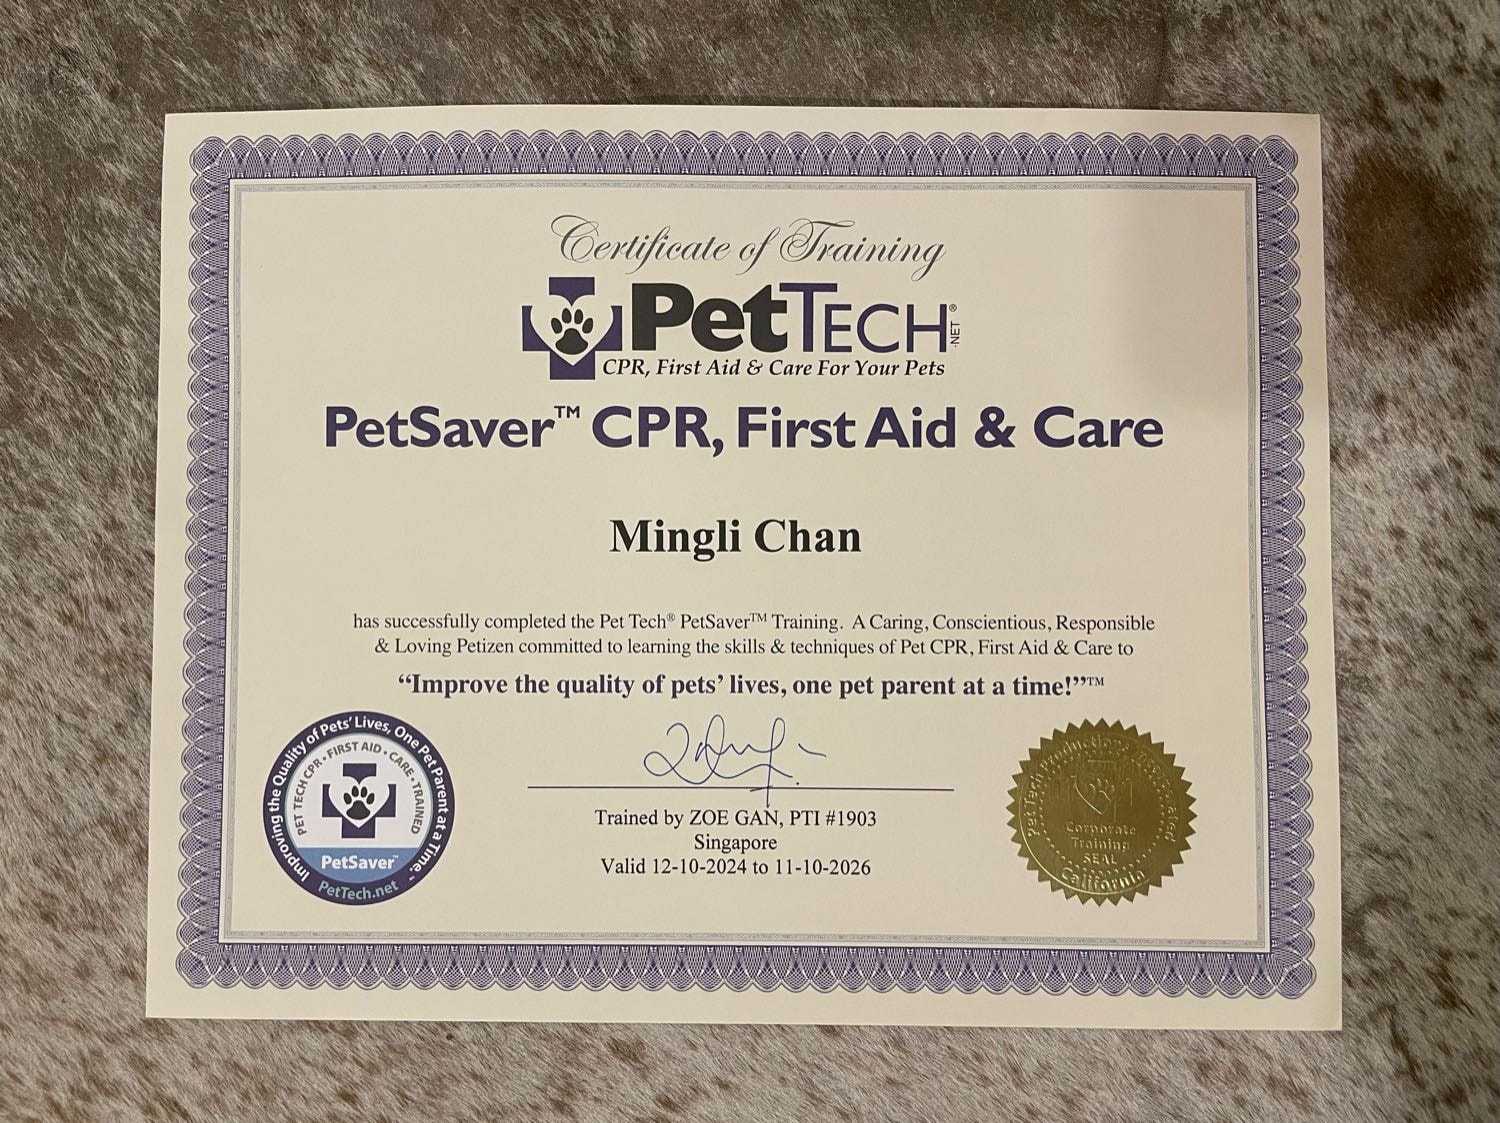 Certificate of Training
PetTECH.NET®
CPR, First Aid & Care For Your Pets
PetSaver™ CPR, First Aid & Care
Mingli Chan
has successfully completed the Pet Tech® PetSaver™ Training. A Caring, Conscientious, Responsible
& Loving Petizen committed to learning the skills & techniques of Pet CPR, First Aid & Care to
“Improve the quality of pets’ lives, one pet parent at a time!”™
Improving the Quality of Pets’ Lives, One Pet Parent at a Time.™
PET TECH CPR • FIRST AID • CARE • TRAINED
PetSaver™
PetTech.net
Trained by ZOE GAN, PTI #1903
Singapore
Valid 12-10-2024 to 11-10-2026
Pet Tech Productions
Corporate
Training
SEAL
California